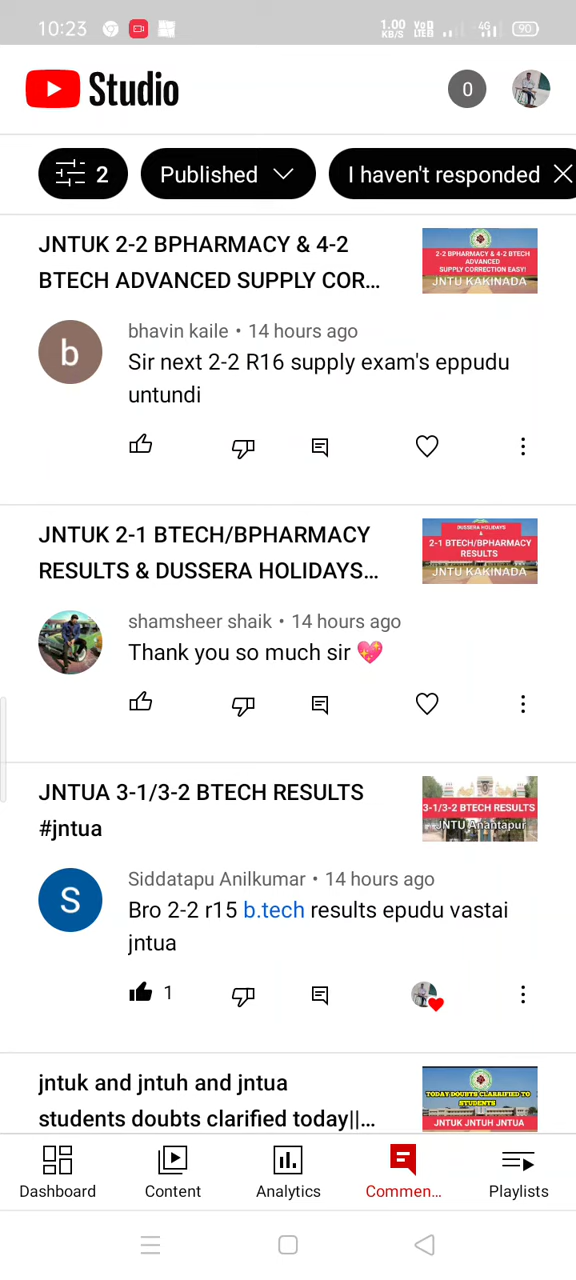 10:23
1.00 KB/S
VoD LTE
4G
90
Studio
0
2
Published
I haven't responded
JNTUK 2-2 BPHARMACY & 4-2
BTECH ADVANCED SUPPLY COR...
2-2 BPHARMACY & 4-2 BTECH
ADVANCED
SUPPLY CORRECTION EASY!
JNTU KAKINADA
b
bhavin kaile • 14 hours ago
Sir next 2-2 R16 supply exam's eppudu
untundi
JNTUK 2-1 BTECH/BPHARMACY
RESULTS & DUSSERA HOLIDAYS...
DUSSERA HOLIDAYS
&
2-1 BTECH/BPHARMACY
RESULTS
JNTU KAKINADA
shamsheer shaik • 14 hours ago
Thank you so much sir 💖
JNTUA 3-1/3-2 BTECH RESULTS
#jntua
3-1/3-2 BTECH RESULTS
JNTU Anantapur
S
Siddatapu Anilkumar • 14 hours ago
Bro 2-2 r15 b.tech results epudu vastai
jntua
1
jntuk and jntuh and jntua
students doubts clarified today||...
TODAY DOUBTS CLARRIFIED TO
STUDENTS
JNTUK JNTUH JNTUA
Dashboard
Content
Analytics
Commen...
Playlists